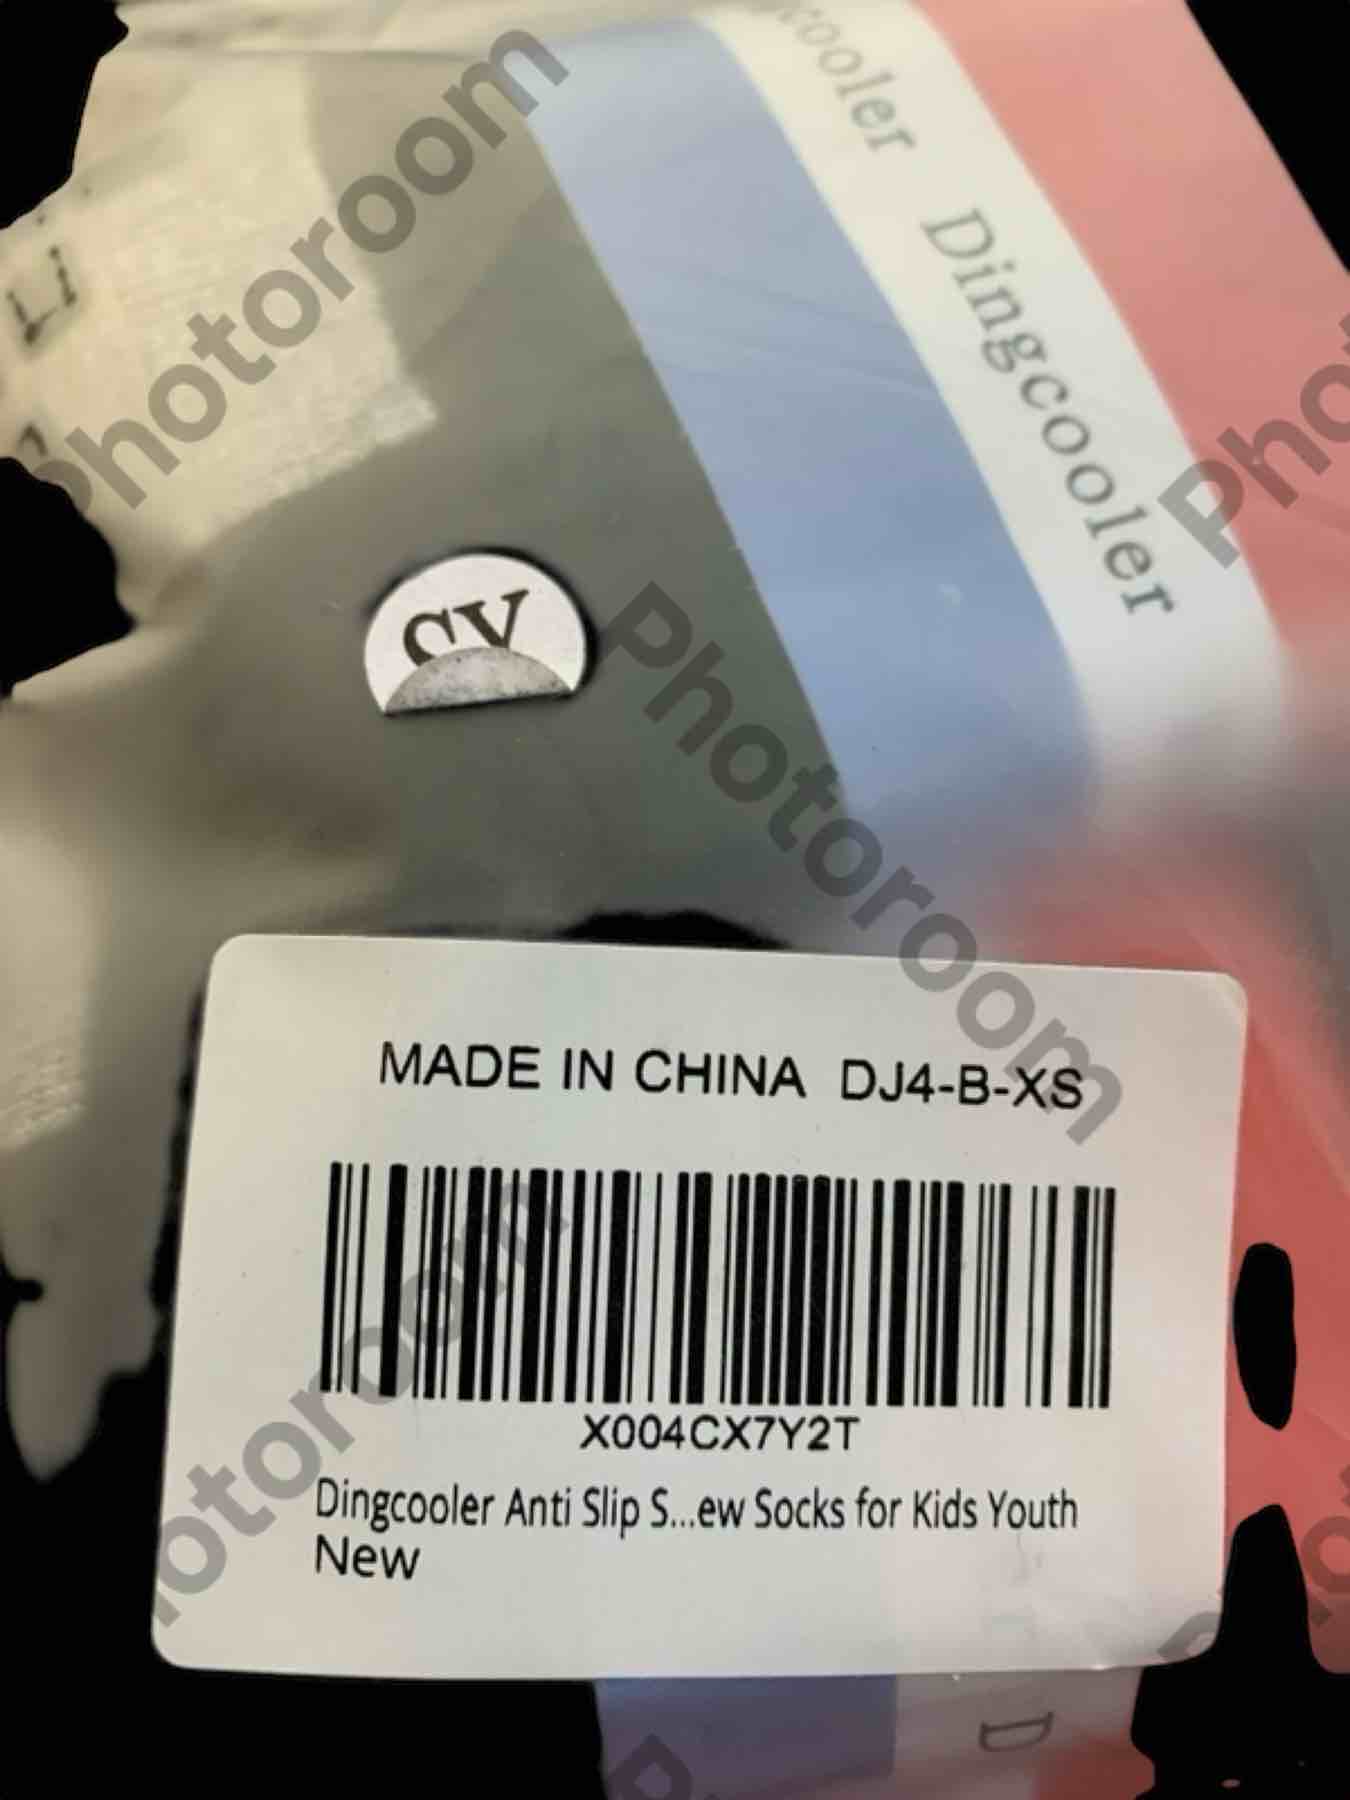 cooler Dingcooler
CV
MADE IN CHINA DJ4-B-XS
X004CX7Y2T
Dingcooler Anti Slip S...ew Socks for Kids Youth
New
D
Photoroom
Photoroom
Photoroom